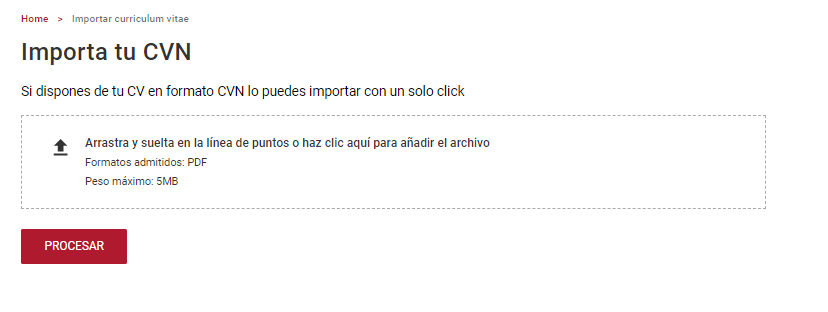 Home > Importar curriculum vitae
Importa tu CVN
Si dispones de tu CV en formato CVN lo puedes importar con un solo click
Arrastra y suelta en la línea de puntos o haz clic aquí para añadir el archivo
Formatos admitidos: PDF
Peso máximo: 5MB
PROCESAR